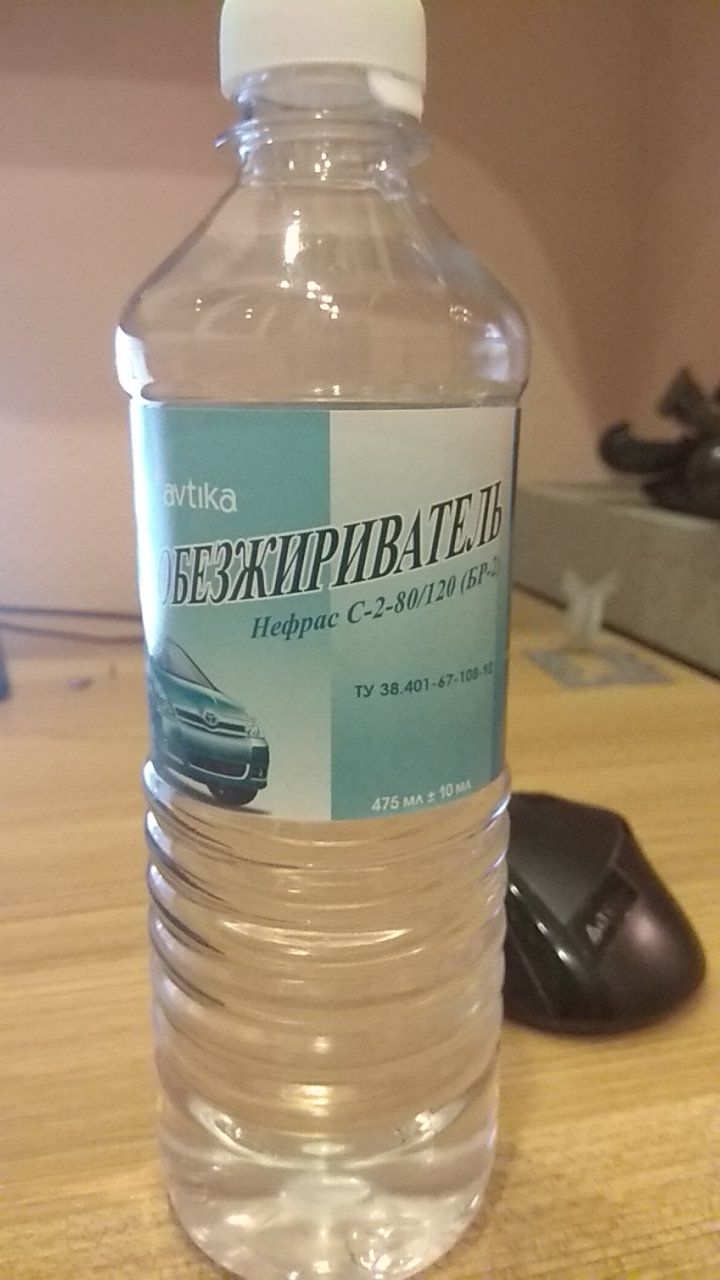 avtika
ОБЕЗЖИРИВАТЕЛЬ
Нефрас С-2-80/120 (БР-2)
ТУ 38.401-67-108-92
475 мл ± 10 мл